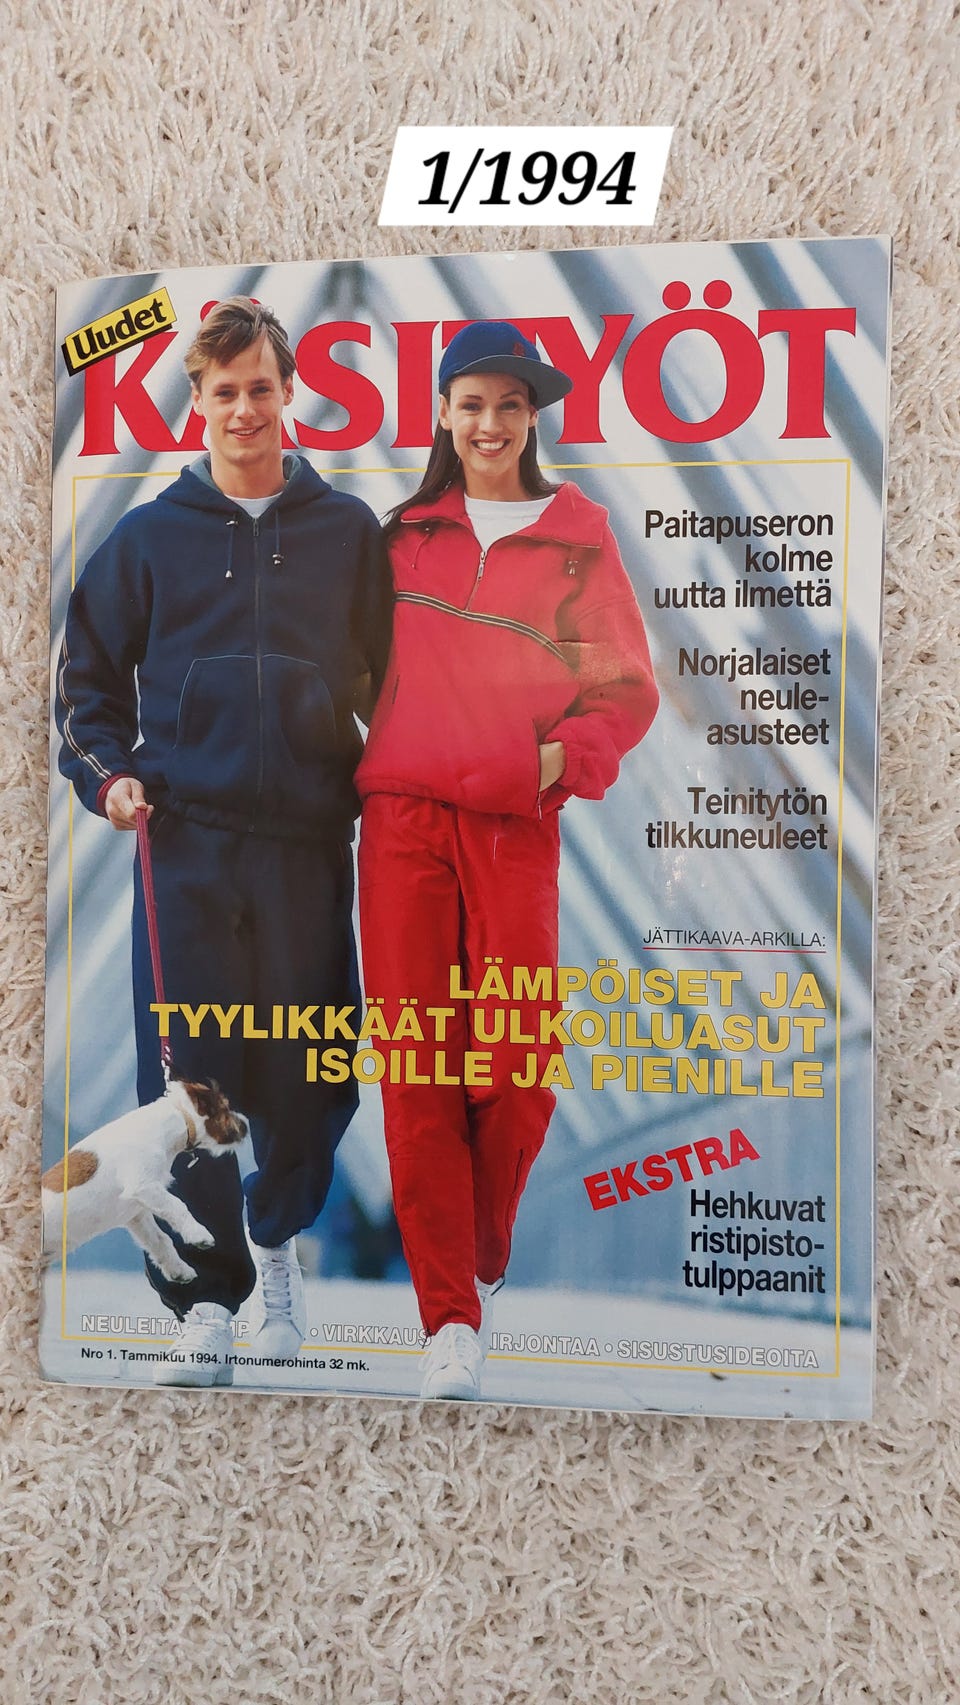 1/1994
Uudet
KÄSITYÖT
Paitapuseron
kolme
uutta ilmettä
Norjalaiset
neule-
asusteet
Teinitytön
tilkkuneuleet
JÄTTIKAAVA-ARKILLA:
LÄMPÖISET JA
TYYLIKKÄÄT ULKOILUASUT
ISOILLE JA PIENILLE
EKSTRA
Hehkuvat
ristipisto-
tulppaanit
NEULEITA • VIRKKAUS • SISUSTUSIDEOITA
Nro 1. Tammikuu 1994. Irtonumerohinta 32 mk.